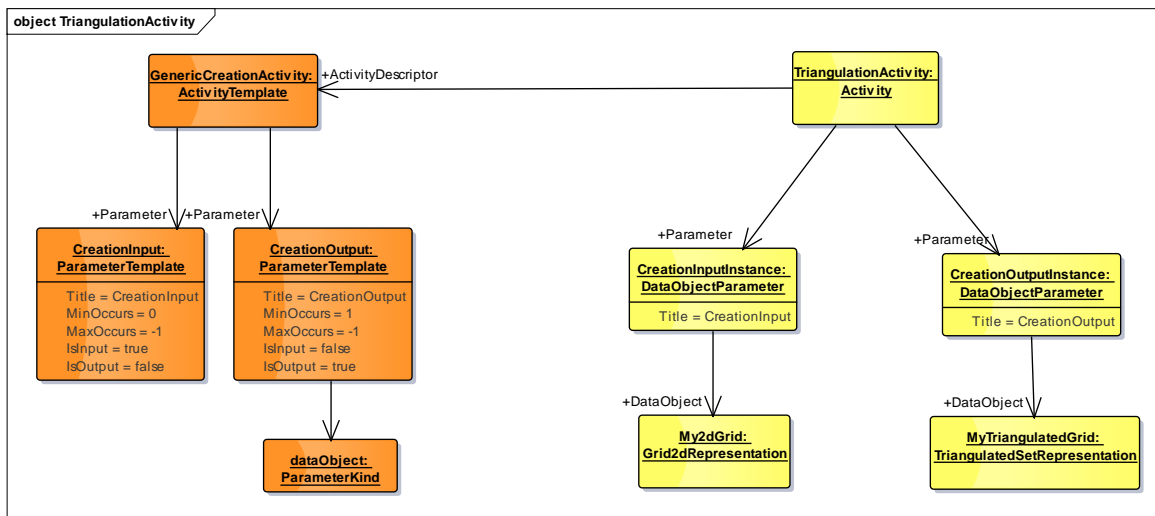 object TriangulationActivity
GenericCreationActivity:
ActivityTemplate
+ActivityDescriptor
TriangulationActivity:
Activity
+Parameter
+Parameter
CreationInput:
ParameterTemplate
Title = CreationInput
MinOccurs = 0
MaxOccurs = -1
IsInput = true
IsOutput = false
CreationOutput:
ParameterTemplate
Title = CreationOutput
MinOccurs = 1
MaxOccurs = -1
IsInput = false
IsOutput = true
dataObject:
ParameterKind
+Parameter
+Parameter
CreationInputInstance:
DataObjectParameter
Title = CreationInput
CreationOutputInstance:
DataObjectParameter
Title = CreationOutput
+DataObject
+DataObject
My2dGrid:
Grid2dRepresentation
MyTriangulatedGrid:
TriangulatedSetRepresentation